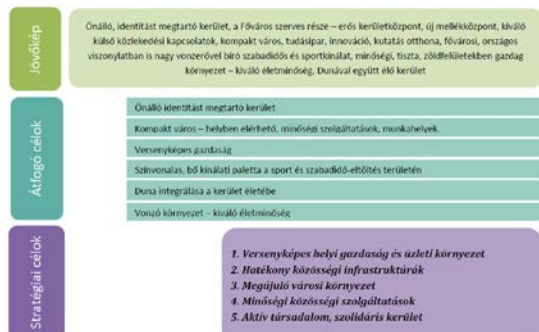 Jövőkép
Önálló, identitást megtartó kerület, a főváros szerves része – erős kerületközpont, új mellékközpont, kiváló
külső közlekedési kapcsolatok, kompakt város, tudásipar, innováció, kutatás otthona, fővárosi, országos
viszonylatban is nagy vonzerővel bíró szabadidős és sportkínálat, minőségi, tiszta, zöldfelületekben gazdag
környezet – kiváló életminőség, Dunával együtt élő kerület
Átfogó célok
Önálló identitást megtartó kerület
Kompakt város – helyben elérhető, minőségi szolgáltatások, munkahelyek
Versenyképes gazdaság
Színvonalas, bő kínálati paletta a sport és szabadidő-eltöltés területén
Duna integrálása a kerület életébe
Vonzó környezet – kiváló életminőség
Stratégiai célok
1. Versenyképes helyi gazdaság és üzleti környezet
2. Hatékony közösségi infrastruktúrák
3. Megújuló városi környezet
4. Minőségi közösségi szolgáltatások
5. Aktív társadalom, szolidáris kerület